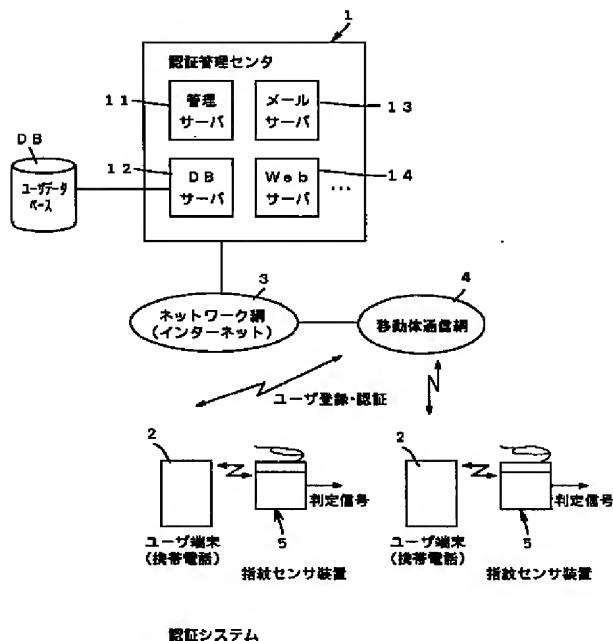 1
認証管理センタ
11
管理
サーバ
メール
サーバ
13
DB
12
DB
サーバ
Web
サーバ
…
14
ユーザデータ
ベース
3
ネットワーク網
(インターネット)
4
移動体通信網
ユーザ登録・認証
2
判定信号
ユーザ端末
(携帯電話)
5
指紋センサ装置
2
判定信号
ユーザ端末
(携帯電話)
5
指紋センサ装置
認証システム